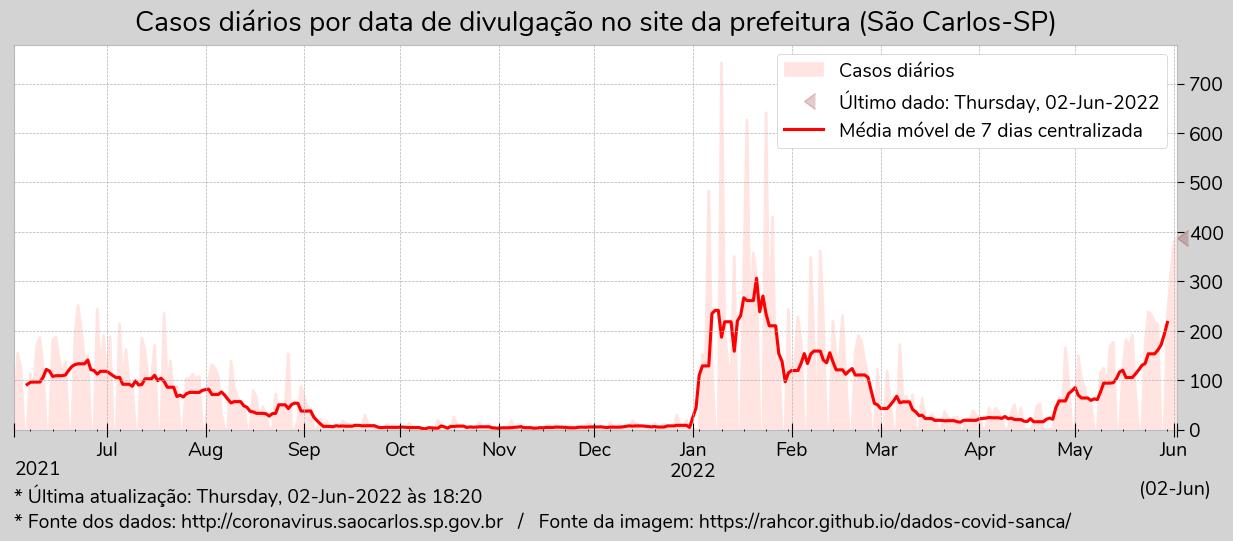 Casos diários por data de divulgação no site da prefeitura (São Carlos-SP)
Casos diários
Último dado: Thursday, 02-Jun-2022
Média móvel de 7 dias centralizada
700
600
500
400
300
200
100
0
Jul Aug Sep Oct Nov Dec Jan Feb Mar Apr May Jun
2021 2022
(02-Jun)
* Última atualização: Thursday, 02-Jun-2022 às 18:20
* Fonte dos dados: http://coronavirus.saocarlos.sp.gov.br / Fonte da imagem: https://rahcor.github.io/dados-covid-sanca/